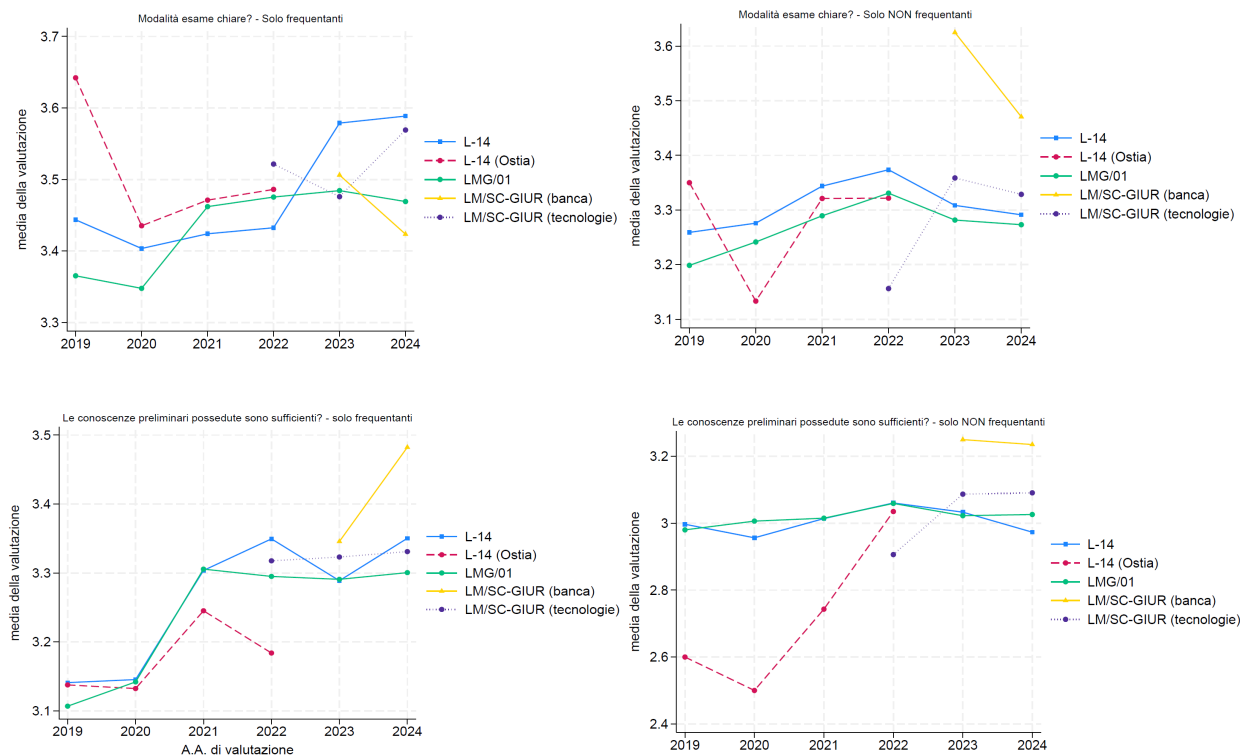 Modalità esame chiare? - Solo frequentanti
3.7
3.6
3.5
3.4
3.3
media della valutazione
2019 2020 2021 2022 2023 2024
L-14
L-14 (Ostia)
LMG/01
LM/SC-GIUR (banca)
LM/SC-GIUR (tecnologie)
Modalità esame chiare? - Solo NON frequentanti
3.6
3.5
3.4
3.3
3.2
3.1
media della valutazione
2019 2020 2021 2022 2023 2024
L-14
L-14 (Ostia)
LMG/01
LM/SC-GIUR (banca)
LM/SC-GIUR (tecnologie)
Le conoscenze preliminari possedute sono sufficienti? - solo frequentanti
3.5
3.4
3.3
3.2
3.1
media della valutazione
2019 2020 2021 2022 2023 2024
A.A. di valutazione
L-14
L-14 (Ostia)
LMG/01
LM/SC-GIUR (banca)
LM/SC-GIUR (tecnologie)
Le conoscenze preliminari possedute sono sufficienti? - solo NON frequentanti
3.2
3
2.8
2.6
2.4
media della valutazione
2019 2020 2021 2022 2023 2024
L-14
L-14 (Ostia)
LMG/01
LM/SC-GIUR (banca)
LM/SC-GIUR (tecnologie)